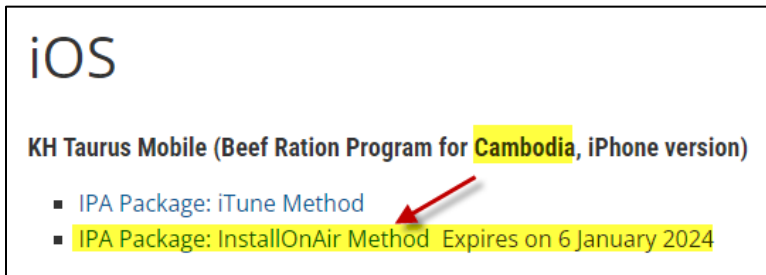 iOS
KH Taurus Mobile (Beef Ration Program for Cambodia, iPhone version)
IPA Package: iTune Method
IPA Package: InstallOnAir Method Expires on 6 January 2024